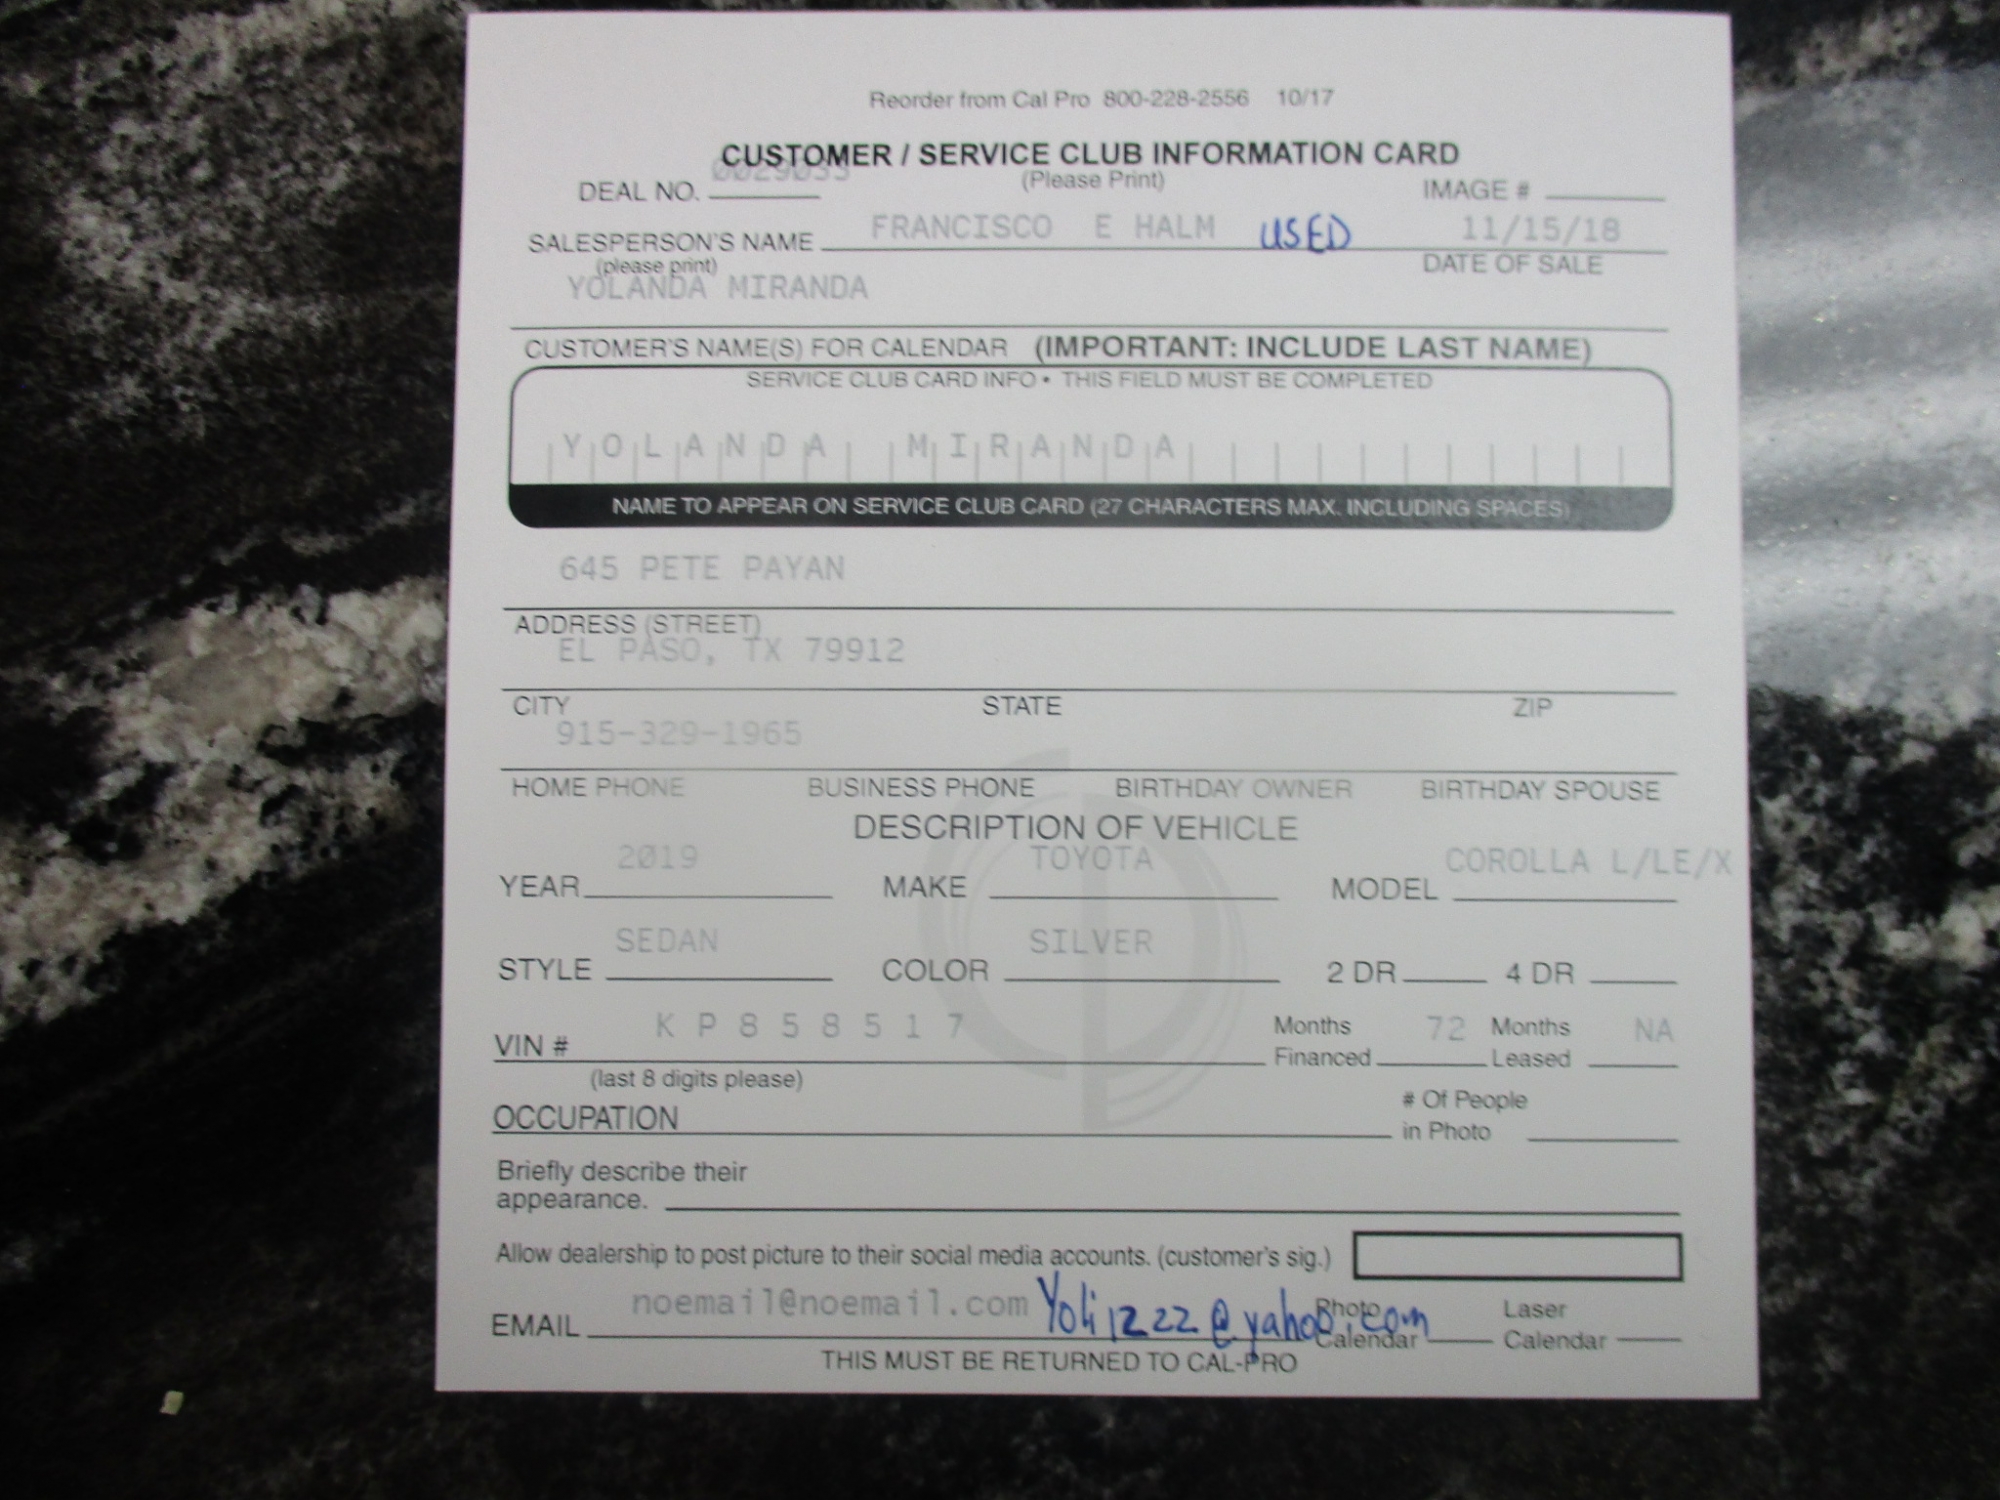 Reorder from Cal Pro 800-228-2556 10/17
CUSTOMER / SERVICE CLUB INFORMATION CARD
DEAL NO. 0029035 (Please Print) IMAGE #
SALESPERSON'S NAME FRANCISCO E HALM USED 11/15/18
(please print) DATE OF SALE
YOLANDA MIRANDA
CUSTOMER'S NAME(S) FOR CALENDAR (IMPORTANT: INCLUDE LAST NAME)
SERVICE CLUB CARD INFO • THIS FIELD MUST BE COMPLETED
YOLANDA MIRANDA
NAME TO APPEAR ON SERVICE CLUB CARD (27 CHARACTERS MAX. INCLUDING SPACES)
645 PETE PAYAN
ADDRESS (STREET)
EL PASO, TX 79912
CITY STATE ZIP
915-329-1965
HOME PHONE BUSINESS PHONE BIRTHDAY OWNER BIRTHDAY SPOUSE
DESCRIPTION OF VEHICLE
YEAR 2019 MAKE TOYOTA MODEL COROLLA L/LE/X
STYLE SEDAN COLOR SILVER 2 DR 4 DR
VIN # K P 8 5 8 5 1 7 Months Financed 72 Months Leased NA
(last 8 digits please)
OCCUPATION # Of People in Photo
Briefly describe their
appearance.
Allow dealership to post picture to their social media accounts. (customer's sig.)
EMAIL noemail@noemail.com Yoli1222@yahoo.com Photo Calendar Laser Calendar
THIS MUST BE RETURNED TO CAL-PRO